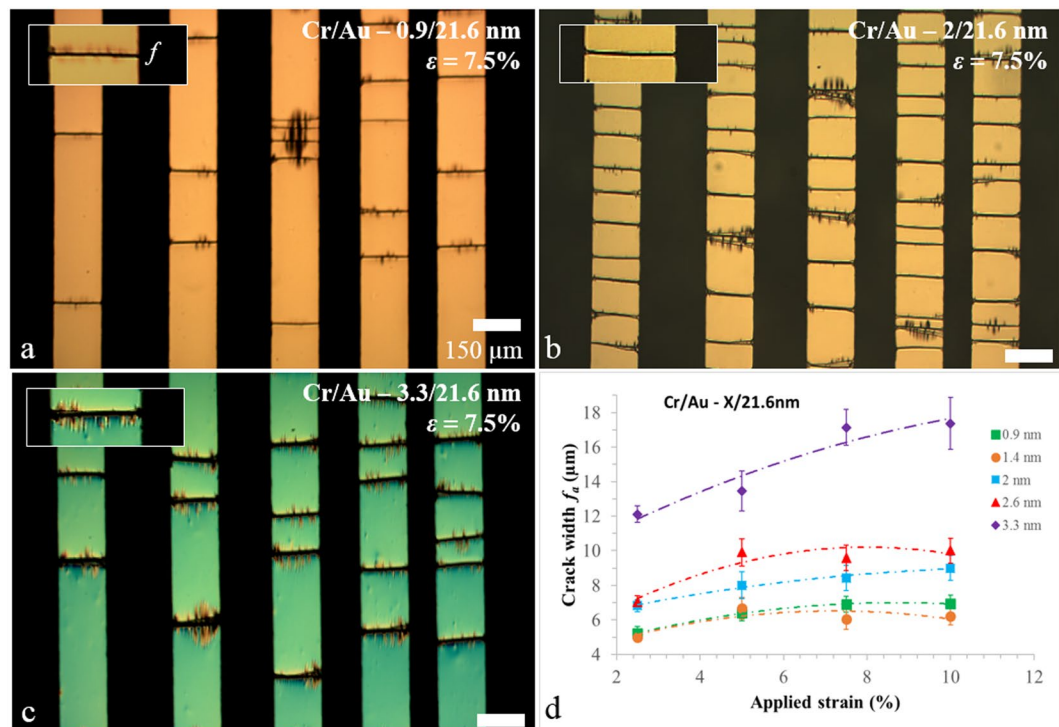 Cr/Au – 0.9/21.6 nm
ε = 7.5%
f
a
150 μm
Cr/Au – 2/21.6 nm
ε = 7.5%
b
Cr/Au – 3.3/21.6 nm
ε = 7.5%
c
Cr/Au - X/21.6nm
18
16
14
12
10
8
6
4
Crack width fₐ (μm)
0.9 nm
1.4 nm
2 nm
2.6 nm
3.3 nm
2 4 6 8 10 12
Applied strain (%)
d